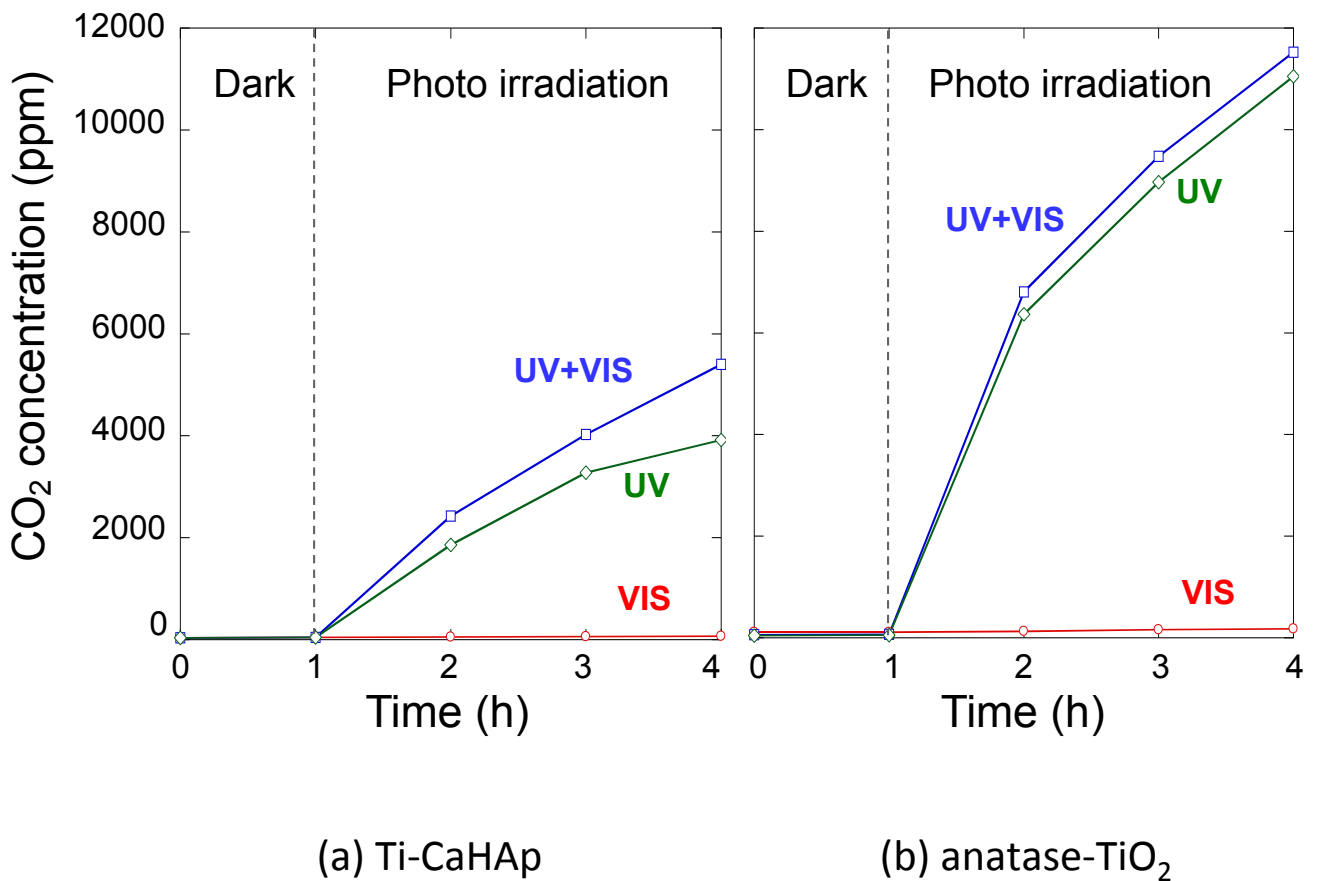 CO₂ concentration (ppm)
12000
10000
8000
6000
4000
2000
0
Dark
Photo irradiation
UV+VIS
UV
VIS
0 1 2 3 4
Time (h)
(a) Ti-CaHAp
Dark
Photo irradiation
UV+VIS
UV
VIS
0 1 2 3 4
Time (h)
(b) anatase-TiO₂